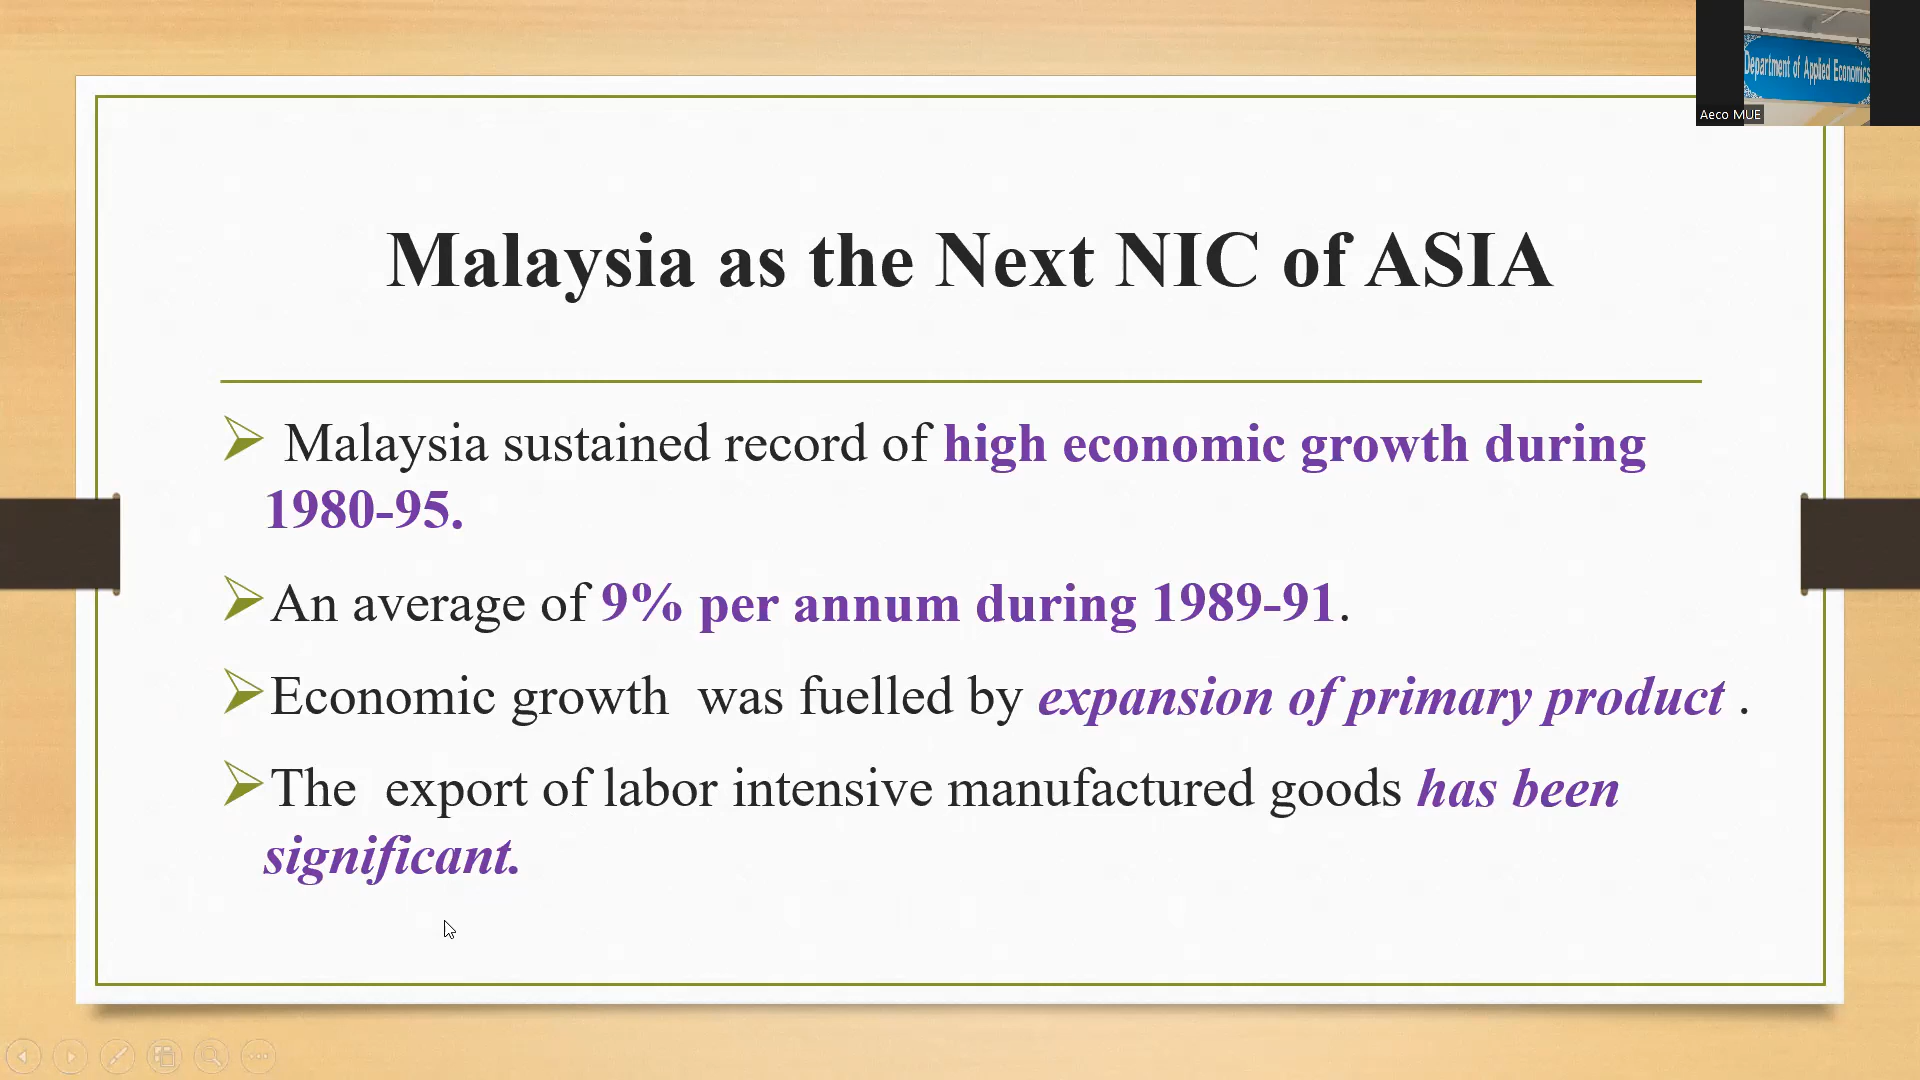 Department of Applied Economics
Aeco MUE
Malaysia as the Next NIC of ASIA
Malaysia sustained record of high economic growth during
1980-95.
An average of 9% per annum during 1989-91.
Economic growth was fuelled by expansion of primary product .
The export of labor intensive manufactured goods has been
significant.